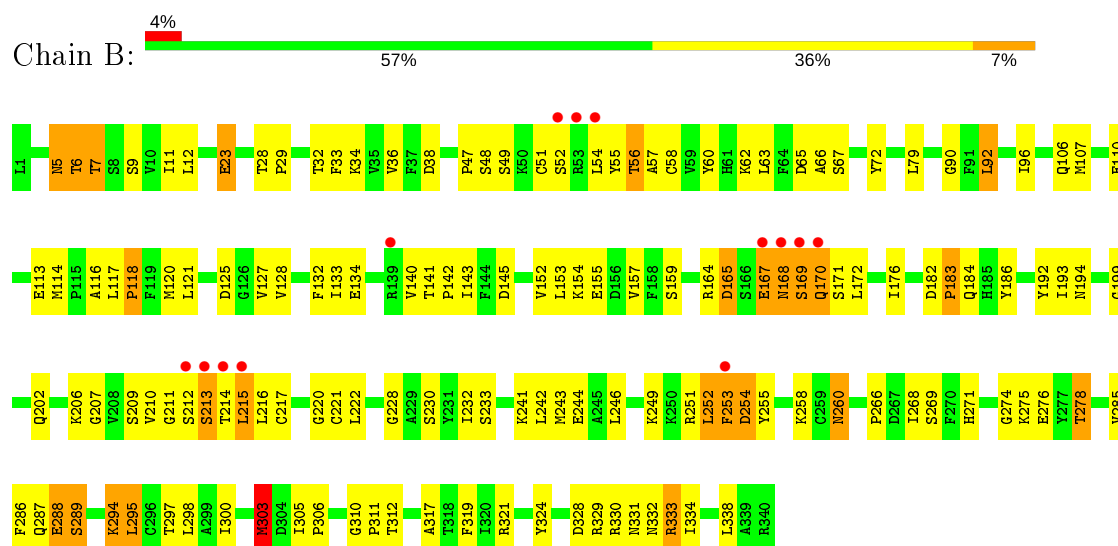 4%
Chain B:
57% 36% 7%
L1 N5 T6 T7 S8 S9 V10 I11 L12 E23 T28 P29 T32 F33 K34 V35 V36 F37 D38 P47 S48 S49 K50 C51 S52 R53 L54 Y55 T56 A57 C58 V59 Y60 H61 K62 L63 F64 D65 A66 S67 Y72 L79 G90 F91 L92 I96 Q106 M107
E113 M114 P115 A116 L117 P118 F119 M120 L121 D125 G126 V127 V128 F132 I133 E134 R139 V140 T141 P142 I143 F144 D145 V152 L153 K154 E155 D156 V157 F158 S159 R164 D165 S166 E167 N168 S169 Q170 S171 L172 I176 D182 P183 Q184 H185 Y186 Y192 I193 N194
Q202 K206 G207 V208 S209 V210 G211 S212 S213 T214 L215 L216 C217 G220 C221 L222 G228 A229 S230 Y231 I232 S233 K241 L242 M243 E244 A245 L246 K249 K250 R251 L252 F253 D254 Y255 K258 C259 N260 P266 D267 I268 S269 F270 H271 G274 K275 E276 Y277 T278
F286 Q287 E288 S289 K294 L295 C296 T297 L298 A299 I300 M303 D304 I305 P306 G310 P311 T312 A317 T318 F319 I320 R321 Y324 D328 R329 R330 N331 N332 R333 I334 L338 A339 R340